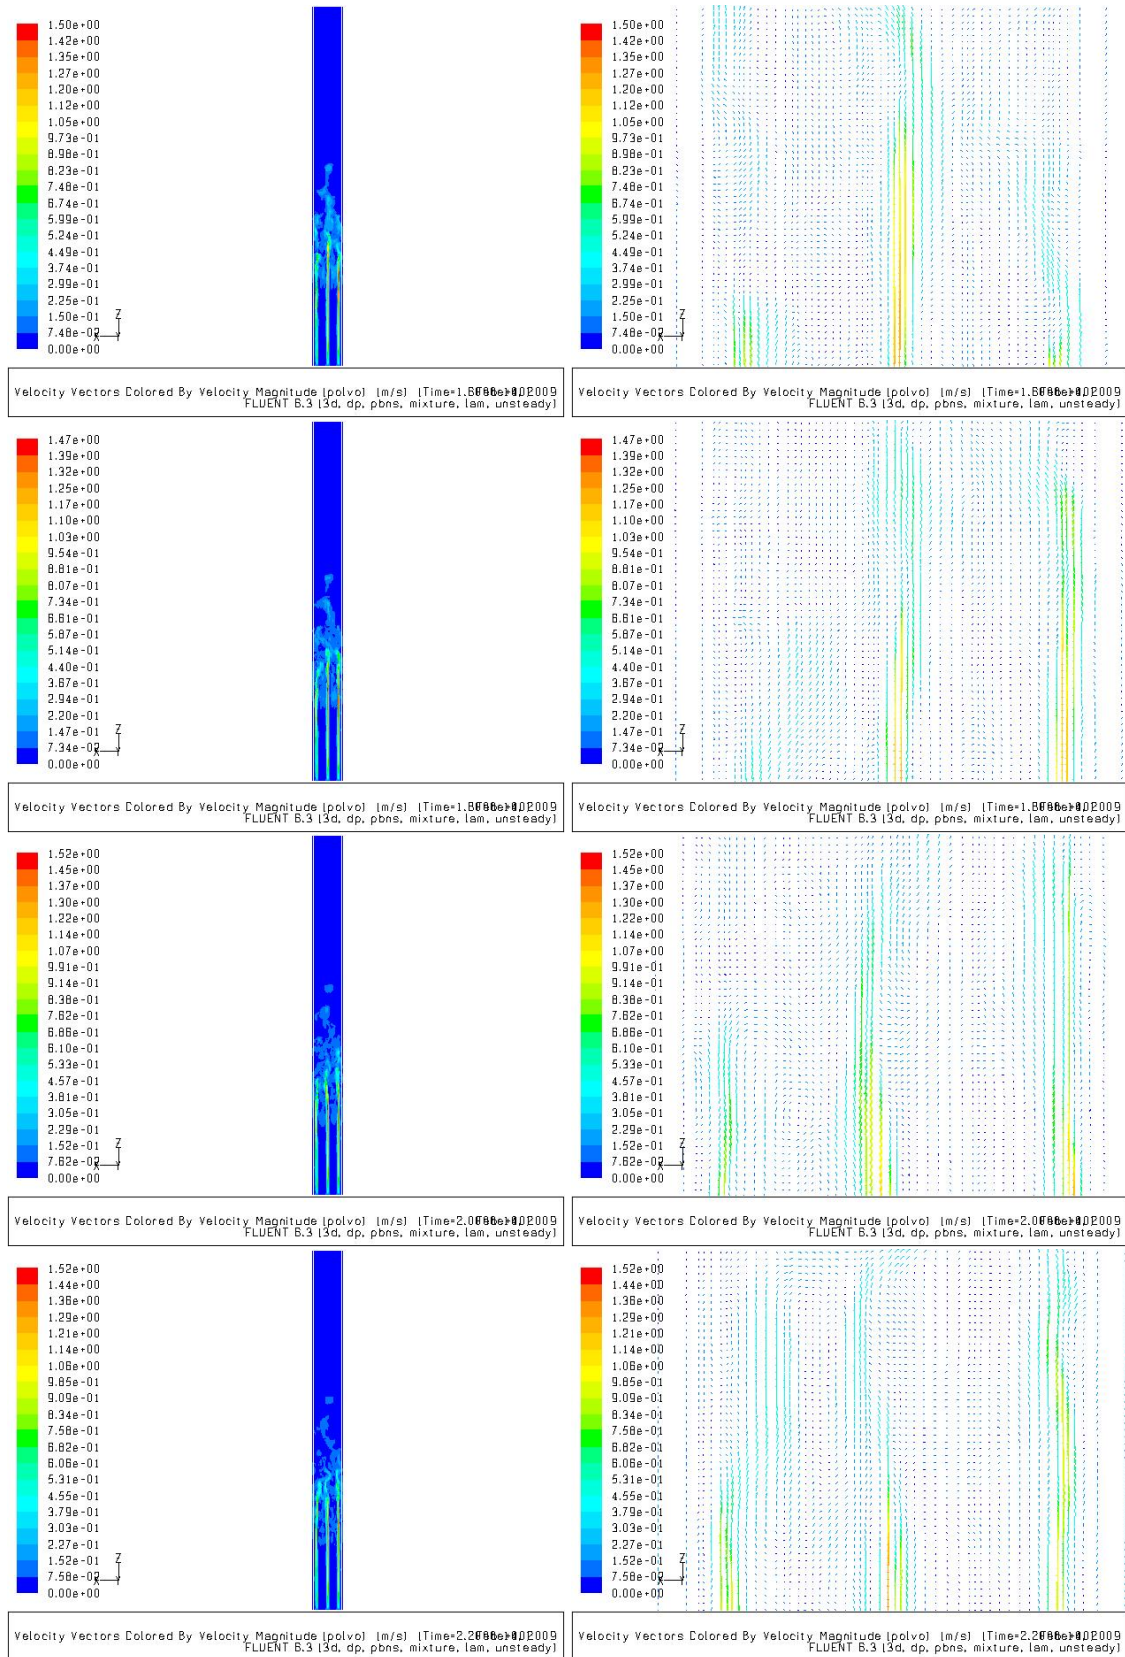 1.50e+00
1.42e+00
1.35e+00
1.27e+00
1.20e+00
1.12e+00
1.05e+00
9.73e-01
8.98e-01
8.23e-01
7.48e-01
6.74e-01
5.99e-01
5.24e-01
4.49e-01
3.74e-01
2.99e-01
2.25e-01
1.50e-01
7.48e-02
0.00e+00
Z
X Y
Velocity Vectors Colored By Velocity Magnitude (polvo) (m/s) 2009
FLUENT 6.3 (3d, dp, pbns, mixture, lam, unsteady)
1.50e+00
1.42e+00
1.35e+00
1.27e+00
1.20e+00
1.12e+00
1.05e+00
9.73e-01
8.98e-01
8.23e-01
7.48e-01
6.74e-01
5.99e-01
5.24e-01
4.49e-01
3.74e-01
2.99e-01
2.25e-01
1.50e-01
7.48e-02
0.00e+00
Z
X Y
Velocity Vectors Colored By Velocity Magnitude (polvo) (m/s) 2009
FLUENT 6.3 (3d, dp, pbns, mixture, lam, unsteady)
1.47e+00
1.39e+00
1.32e+00
1.25e+00
1.17e+00
1.10e+00
1.03e+00
9.54e-01
8.81e-01
8.07e-01
7.34e-01
6.61e-01
5.87e-01
5.14e-01
4.40e-01
3.67e-01
2.94e-01
2.20e-01
1.47e-01
7.34e-02
0.00e+00
Z
X Y
Velocity Vectors Colored By Velocity Magnitude (polvo) (m/s) 2009
FLUENT 6.3 (3d, dp, pbns, mixture, lam, unsteady)
1.47e+00
1.39e+00
1.32e+00
1.25e+00
1.17e+00
1.10e+00
1.03e+00
9.54e-01
8.81e-01
8.07e-01
7.34e-01
6.61e-01
5.87e-01
5.14e-01
4.40e-01
3.67e-01
2.94e-01
2.20e-01
1.47e-01
7.34e-02
0.00e+00
Z
X Y
Velocity Vectors Colored By Velocity Magnitude (polvo) (m/s) 2009
FLUENT 6.3 (3d, dp, pbns, mixture, lam, unsteady)
1.52e+00
1.45e+00
1.37e+00
1.30e+00
1.22e+00
1.14e+00
1.07e+00
9.91e-01
9.14e-01
8.38e-01
7.62e-01
6.86e-01
6.10e-01
5.33e-01
4.57e-01
3.81e-01
3.05e-01
2.29e-01
1.52e-01
7.62e-02
0.00e+00
Z
X Y
Velocity Vectors Colored By Velocity Magnitude (polvo) (m/s) 2009
FLUENT 6.3 (3d, dp, pbns, mixture, lam, unsteady)
1.52e+00
1.45e+00
1.37e+00
1.30e+00
1.22e+00
1.14e+00
1.07e+00
9.91e-01
9.14e-01
8.38e-01
7.62e-01
6.86e-01
6.10e-01
5.33e-01
4.57e-01
3.81e-01
3.05e-01
2.29e-01
1.52e-01
7.62e-02
0.00e+00
Z
X Y
Velocity Vectors Colored By Velocity Magnitude (polvo) (m/s) 2009
FLUENT 6.3 (3d, dp, pbns, mixture, lam, unsteady)
1.52e+00
1.44e+00
1.36e+00
1.29e+00
1.21e+00
1.14e+00
1.06e+00
9.85e-01
9.09e-01
8.34e-01
7.58e-01
6.82e-01
6.06e-01
5.31e-01
4.55e-01
3.79e-01
3.03e-01
2.27e-01
1.52e-01
7.58e-02
0.00e+00
Z
X Y
Velocity Vectors Colored By Velocity Magnitude (polvo) (m/s) 2009
FLUENT 6.3 (3d, dp, pbns, mixture, lam, unsteady)
1.52e+00
1.44e+00
1.36e+00
1.29e+00
1.21e+00
1.14e+00
1.06e+00
9.85e-01
9.09e-01
8.34e-01
7.58e-01
6.82e-01
6.06e-01
5.31e-01
4.55e-01
3.79e-01
3.03e-01
2.27e-01
1.52e-01
7.58e-02
0.00e+00
Z
X Y
Velocity Vectors Colored By Velocity Magnitude (polvo) (m/s) 2009
FLUENT 6.3 (3d, dp, pbns, mixture, lam, unsteady)